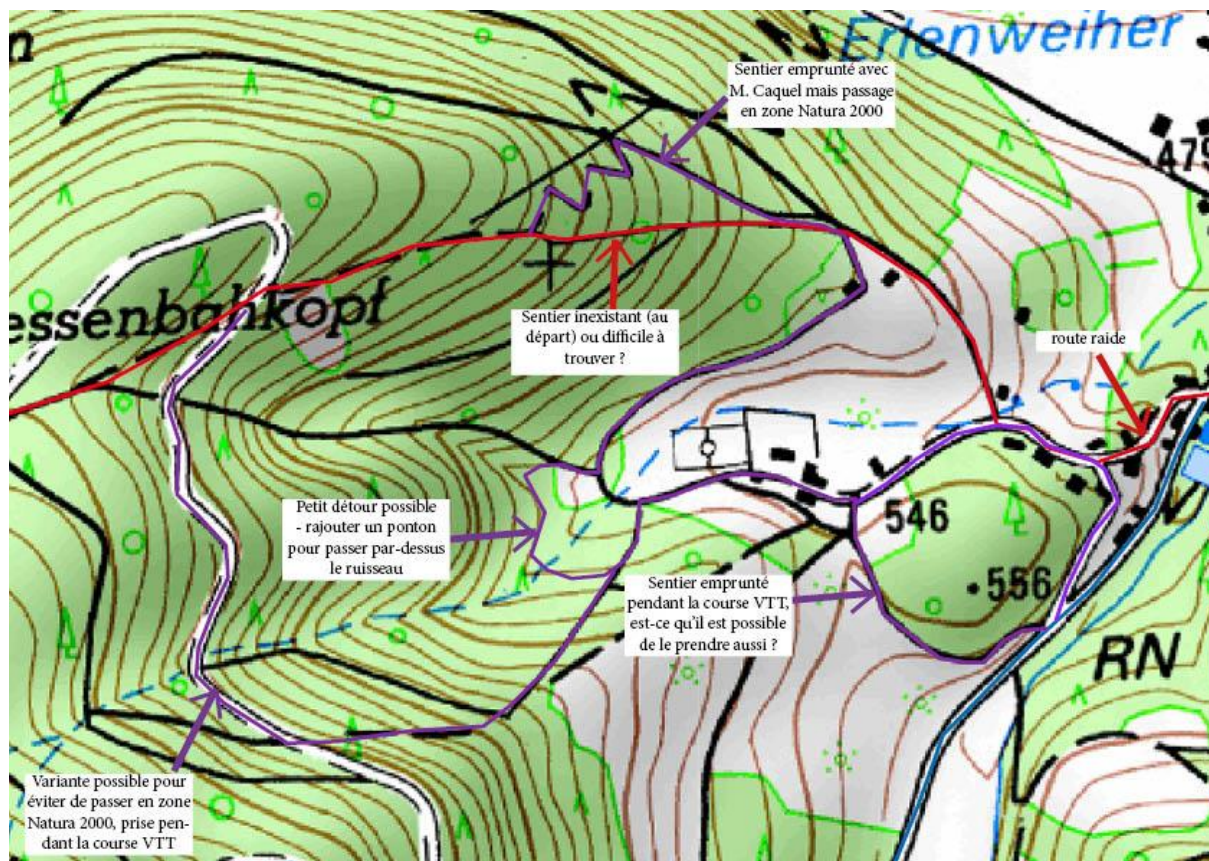 n
Erlenweiher
Sentier emprunté avec
M. Caquel mais passage
en zone Natura 2000
479
essenbahkopf
Sentier inexistant (au
départ) ou difficile à
trouver ?
route raide
Petit détour possible
- rajouter un ponton
pour passer par-dessus
le ruisseau
546
556
Sentier emprunté
pendant la course VTT,
est-ce qu'il est possible
de le prendre aussi ?
RN
Variante possible pour
éviter de passer en zone
Natura 2000, prise pen-
dant la course VTT